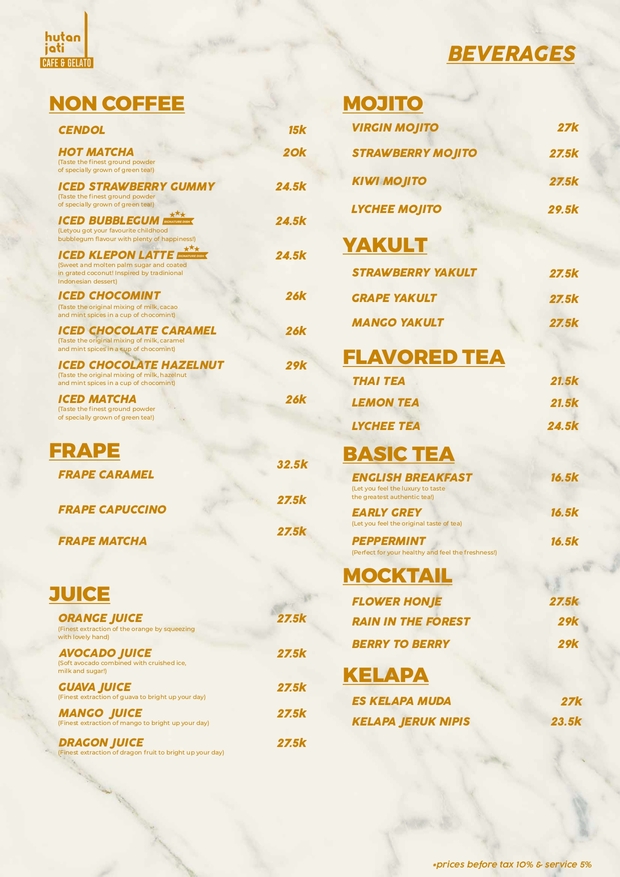 hutan
jati
CAFE & GELATO
BEVERAGES
NON COFFEE
CENDOL 15k
HOT MATCHA 20k
(Taste the finest ground powder
of specially grown of green tea!)
ICED STRAWBERRY GUMMY 24.5k
(Taste the finest ground powder
of specially grown of green tea!)
ICED BUBBLEGUM 24.5k
(Letyou got your favourite childhood
bubblegum flavour with plenty of happiness!)
ICED KLEPON LATTE 24.5k
(Sweet and molten palm sugar and coated
in grated coconut! Inspired by tradinional
Indonesian dessert)
ICED CHOCOMINT 26k
(Taste the original mixing of milk, cacao
and mint spices in a cup of chocomint)
ICED CHOCOLATE CARAMEL 26k
(Taste the original mixing of milk, caramel
and mint spices in a cup of chocomint)
ICED CHOCOLATE HAZELNUT 29k
(Taste the original mixing of milk, hazelnut
and mint spices in a cup of chocomint)
ICED MATCHA 26k
(Taste the finest ground powder
of specially grown of green tea!)
FRAPE
FRAPE CARAMEL 32.5k
FRAPE CAPUCCINO 27.5k
FRAPE MATCHA 27.5k
JUICE
ORANGE JUICE 27.5k
(Finest extraction of the orange by squeezing
with lovely hand)
AVOCADO JUICE 27.5k
(Soft avocado combined with cruished ice,
milk and sugar!)
GUAVA JUICE 27.5k
(Finest extraction of guava to bright up your day)
MANGO JUICE 27.5k
(Finest extraction of mango to bright up your day)
DRAGON JUICE 27.5k
(Finest extraction of dragon fruit to bright up your day)
MOJITO
VIRGIN MOJITO 27k
STRAWBERRY MOJITO 27.5k
KIWI MOJITO 27.5k
LYCHEE MOJITO 29.5k
YAKULT
STRAWBERRY YAKULT 27.5k
GRAPE YAKULT 27.5k
MANGO YAKULT 27.5k
FLAVORED TEA
THAI TEA 21.5k
LEMON TEA 21.5k
LYCHEE TEA 24.5k
BASIC TEA
ENGLISH BREAKFAST 16.5k
(Let you feel the luxury to taste
the greatest authentic tea!)
EARLY GREY 16.5k
(Let you feel the original taste of tea)
PEPPERMINT 16.5k
(Perfect for your healthy and feel the freshness!)
MOCKTAIL
FLOWER HONJE 27.5k
RAIN IN THE FOREST 29k
BERRY TO BERRY 29k
KELAPA
ES KELAPA MUDA 27k
KELAPA JERUK NIPIS 23.5k
*prices before tax 10% & service 5%